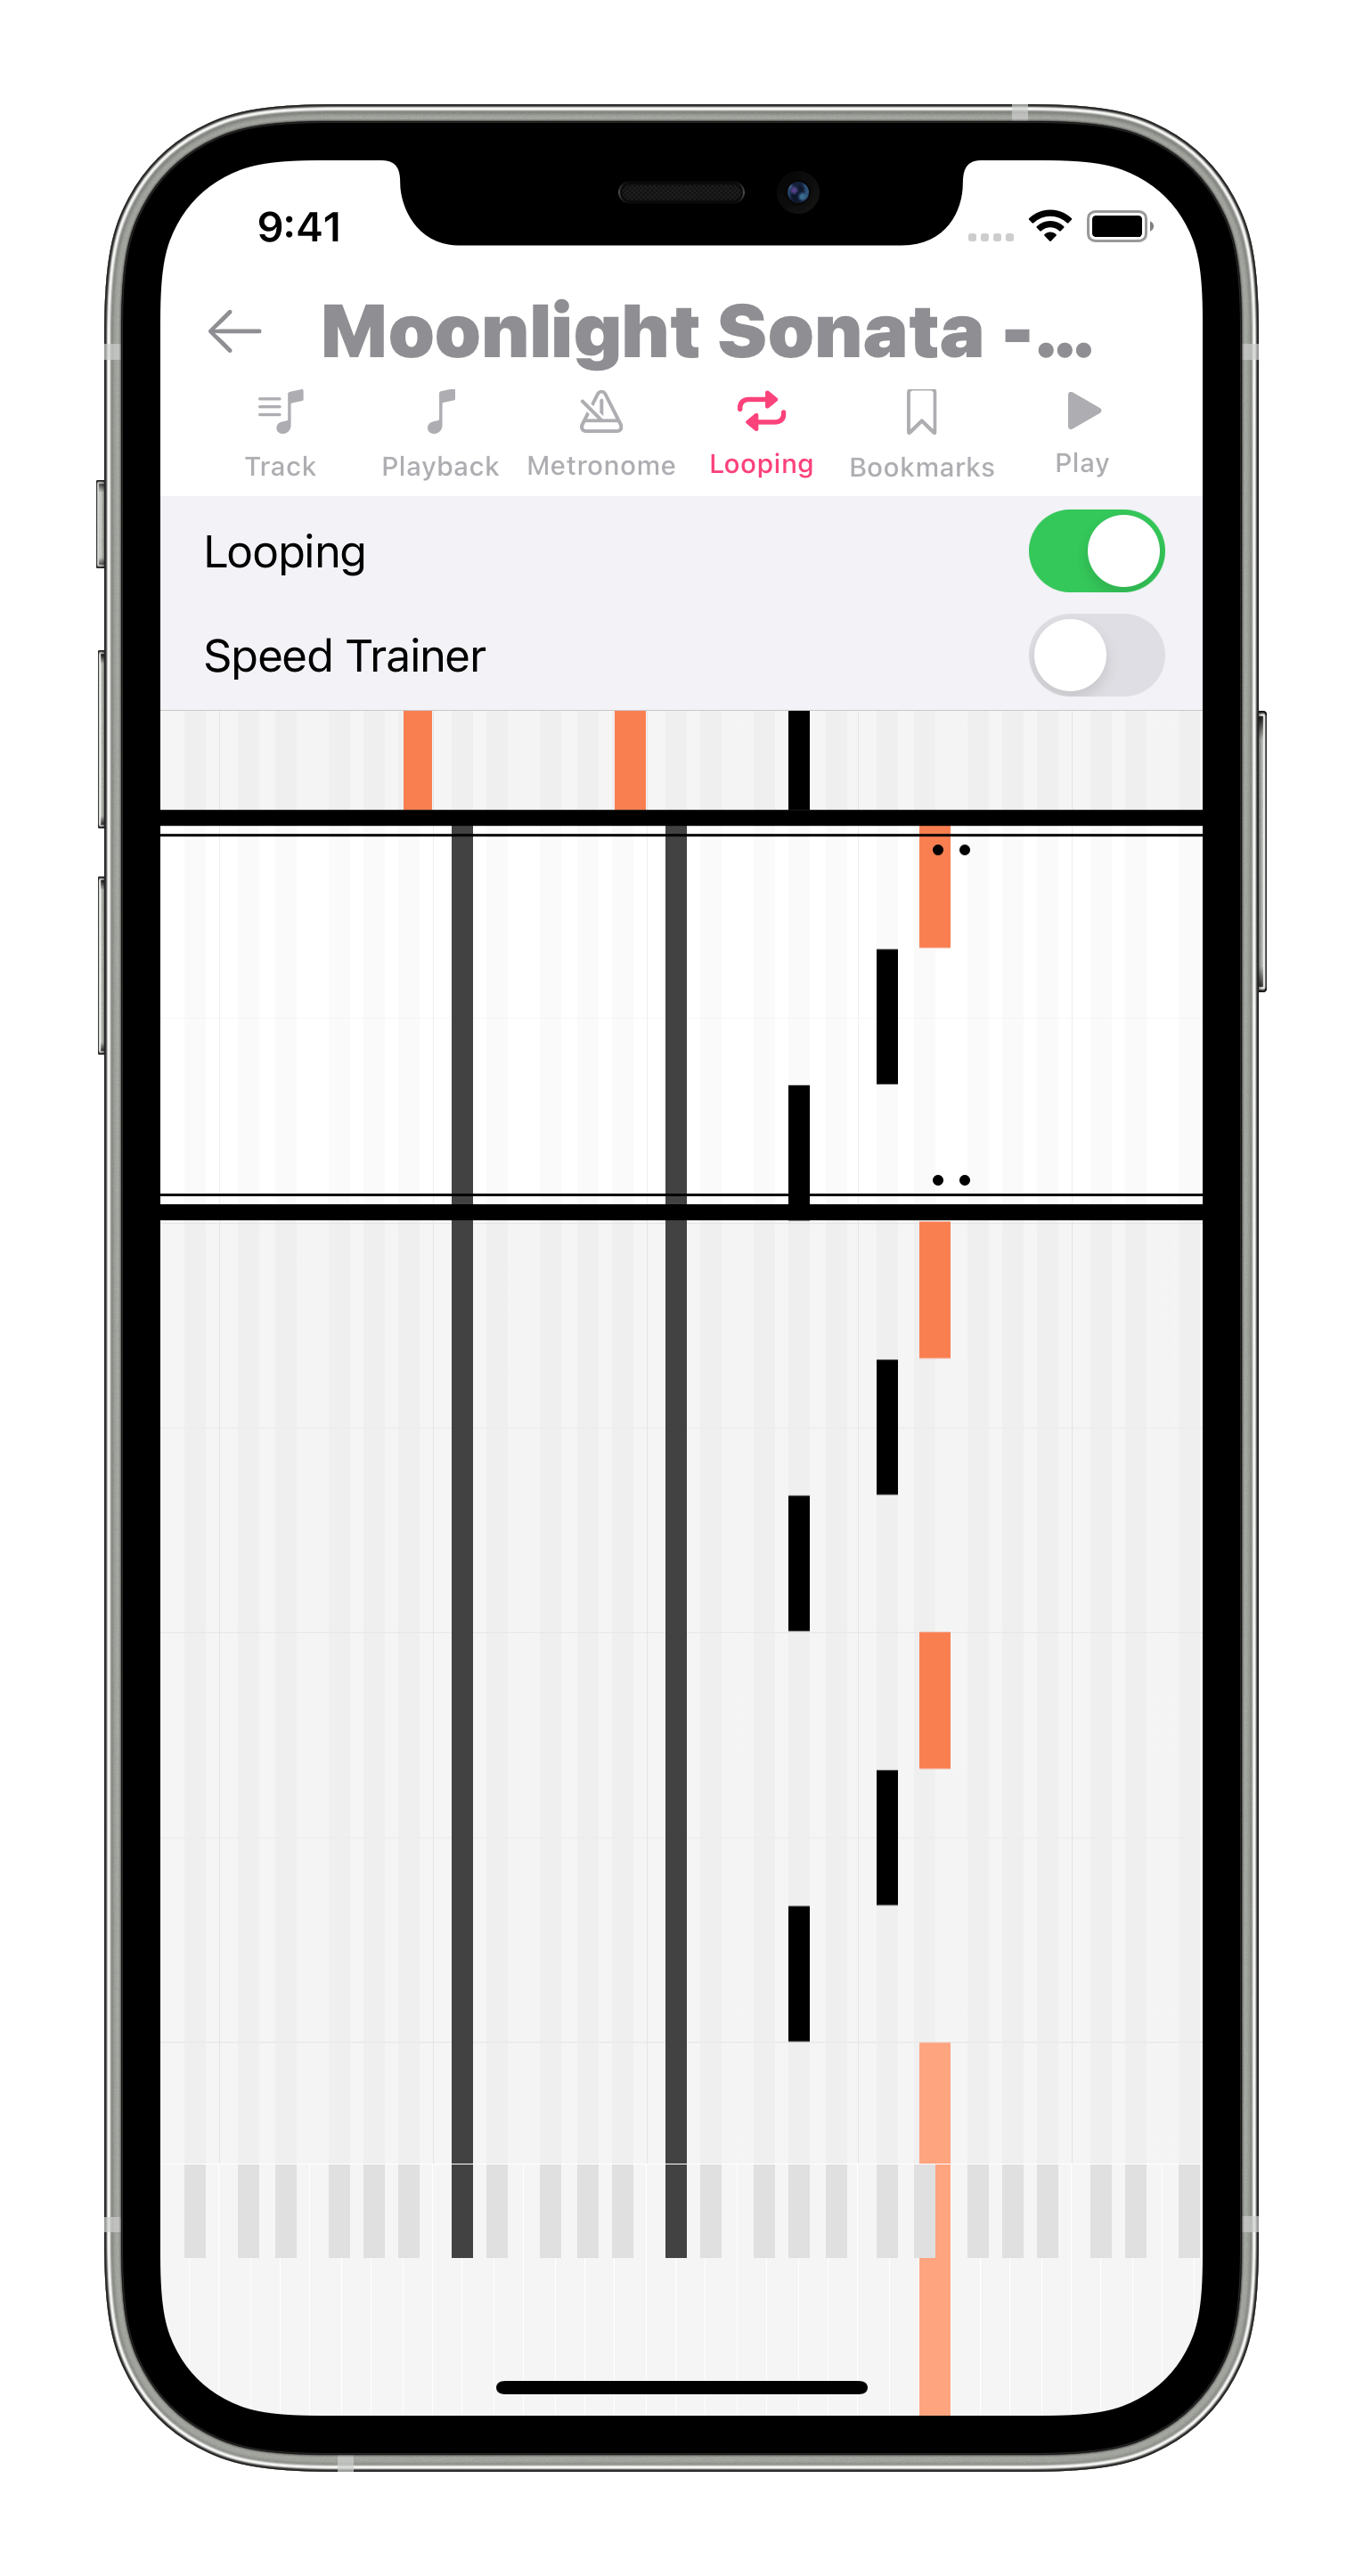 9:41
Moonlight Sonata -...
Track Playback Metronome Looping Bookmarks Play
Looping
Speed Trainer